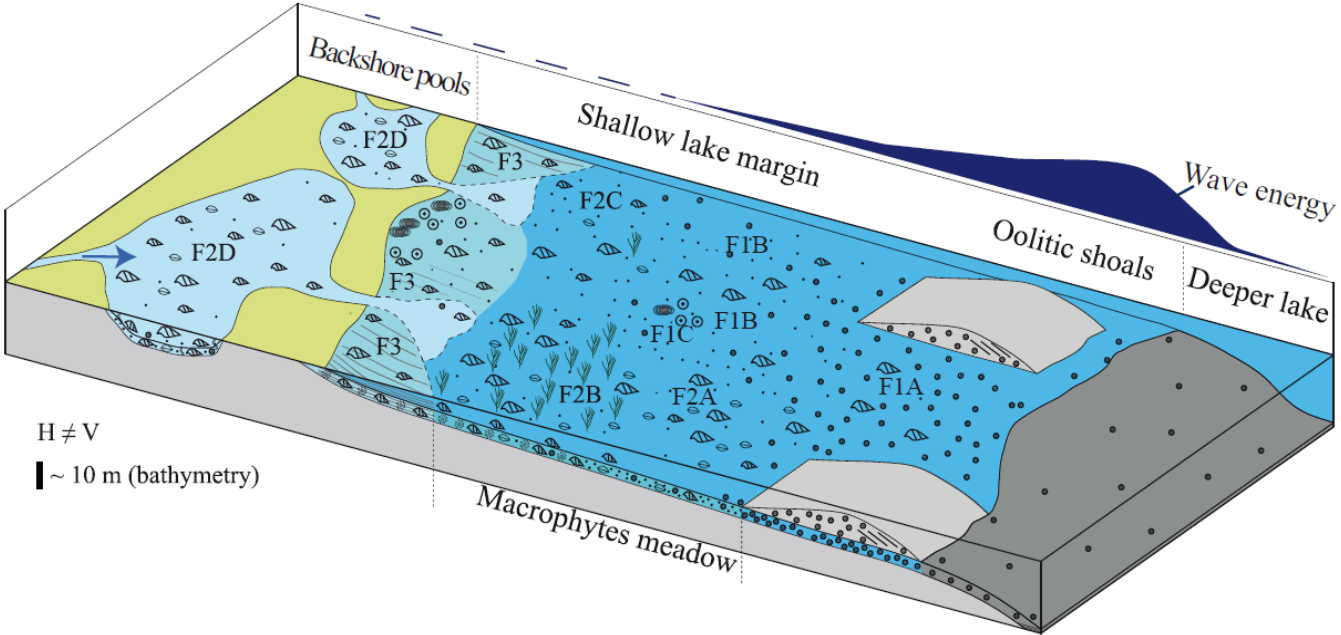 Backshore pools
Shallow lake margin
Wave energy
Oolitic shoals
Deeper lake
F2D
F3
F2C
F2D
F1B
F3
F1B
F1C
F3
F1A
F2B
F2A
H ≠ V
~ 10 m (bathymetry)
Macrophytes meadow